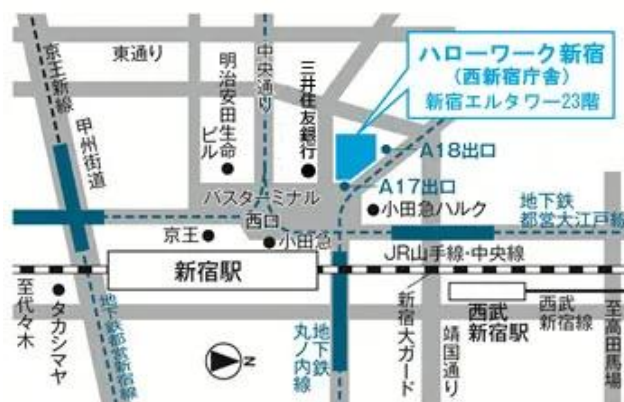 ハローワーク新宿
(西新宿庁舎)
新宿エルタワー23階
東通り
京王新線
甲州街道
明治安田生命
ビル
中央通り
三井住友銀行
A18出口
A17出口
バスターミナル
西口
小田急ハルク
地下鉄
都営大江戸線
京王
小田急
JR山手線・中央線
新宿駅
至代々木
タカシマヤ
地下鉄都営新宿線
N
地下鉄
丸ノ内線
新宿大ガード
靖国通り
西武
新宿駅
西武
新宿線
至高田馬場